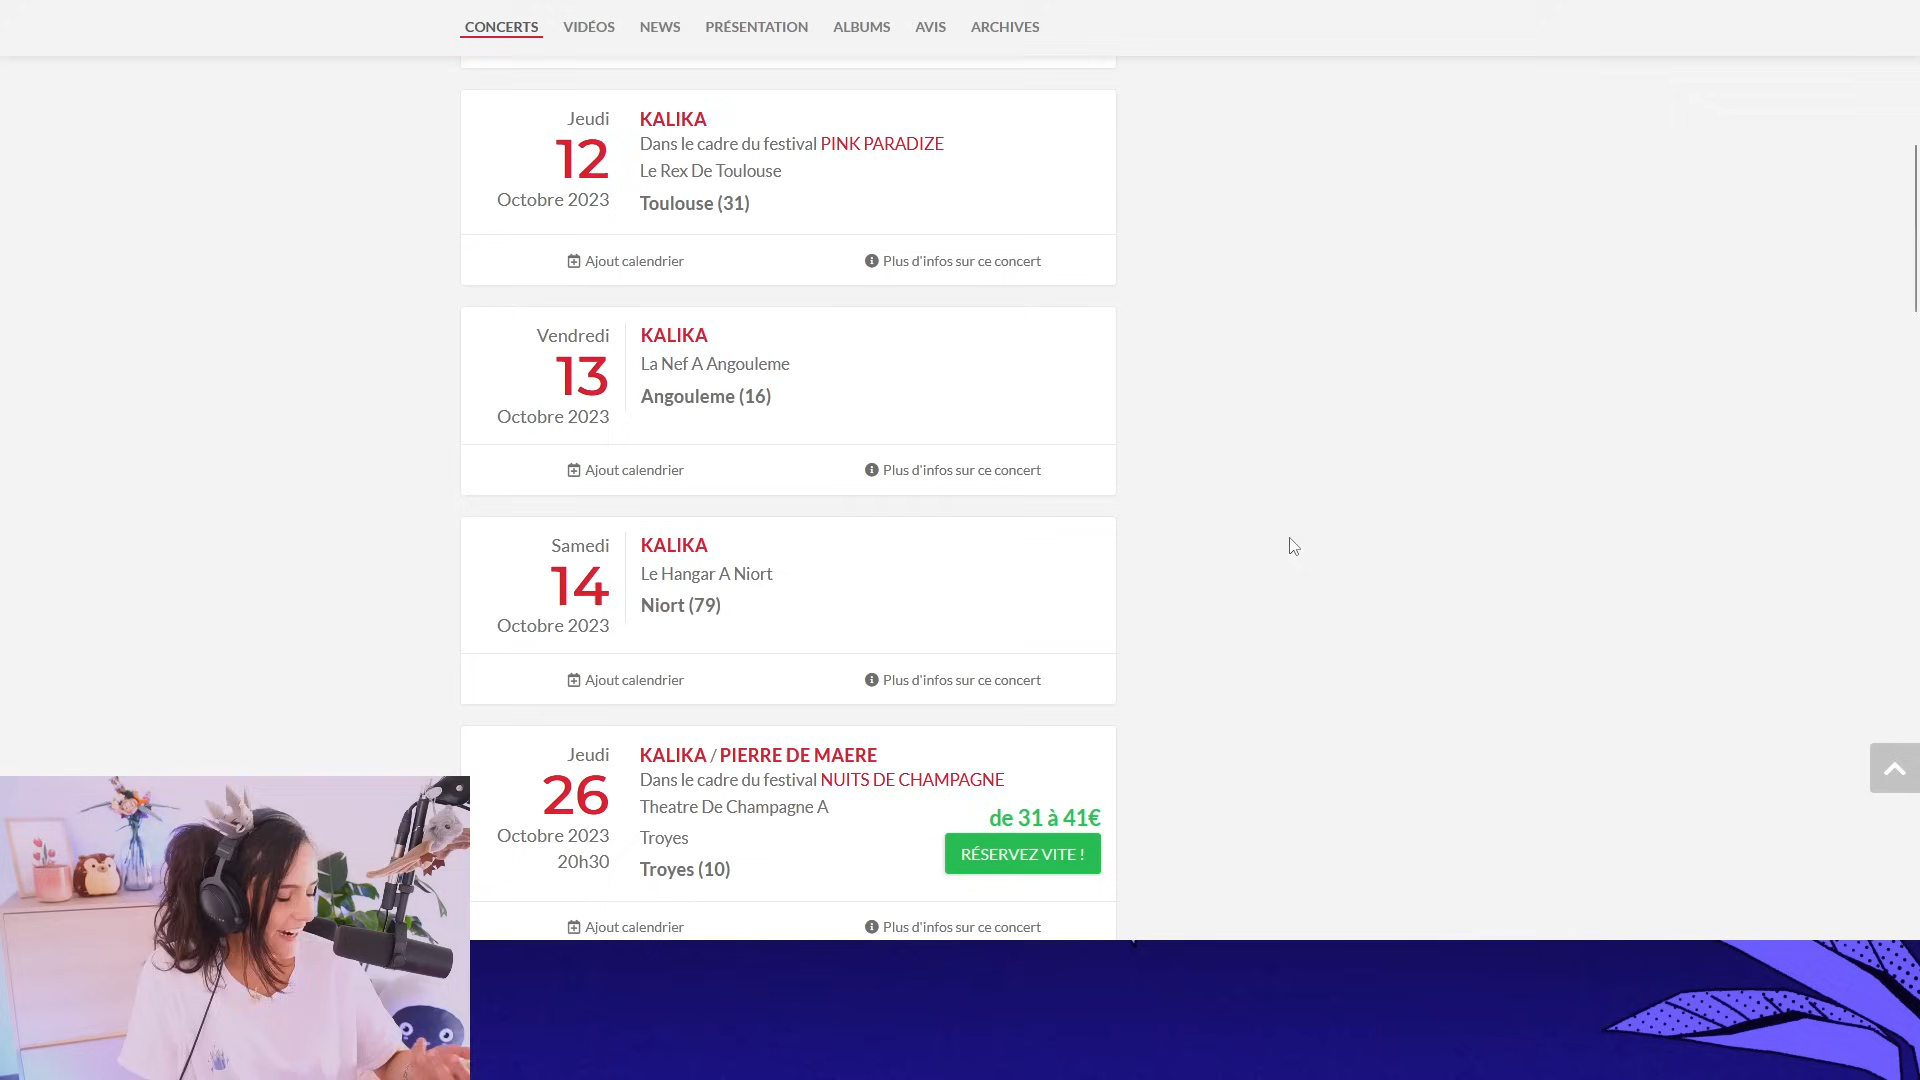 CONCERTS VIDÉOS NEWS PRÉSENTATION ALBUMS AVIS ARCHIVES
Jeudi
12
Octobre 2023
KALIKA
Dans le cadre du festival PINK PARADIZE
Le Rex De Toulouse
Toulouse (31)
Ajout calendrier
Plus d'infos sur ce concert
Vendredi
13
Octobre 2023
KALIKA
La Nef A Angouleme
Angouleme (16)
Ajout calendrier
Plus d'infos sur ce concert
Samedi
14
Octobre 2023
KALIKA
Le Hangar A Niort
Niort (79)
Ajout calendrier
Plus d'infos sur ce concert
Jeudi
26
Octobre 2023
20h30
KALIKA / PIERRE DE MAERE
Dans le cadre du festival NUITS DE CHAMPAGNE
Theatre De Champagne A
Troyes
Troyes (10)
de 31 à 41€
RÉSERVEZ VITE !
Ajout calendrier
Plus d'infos sur ce concert